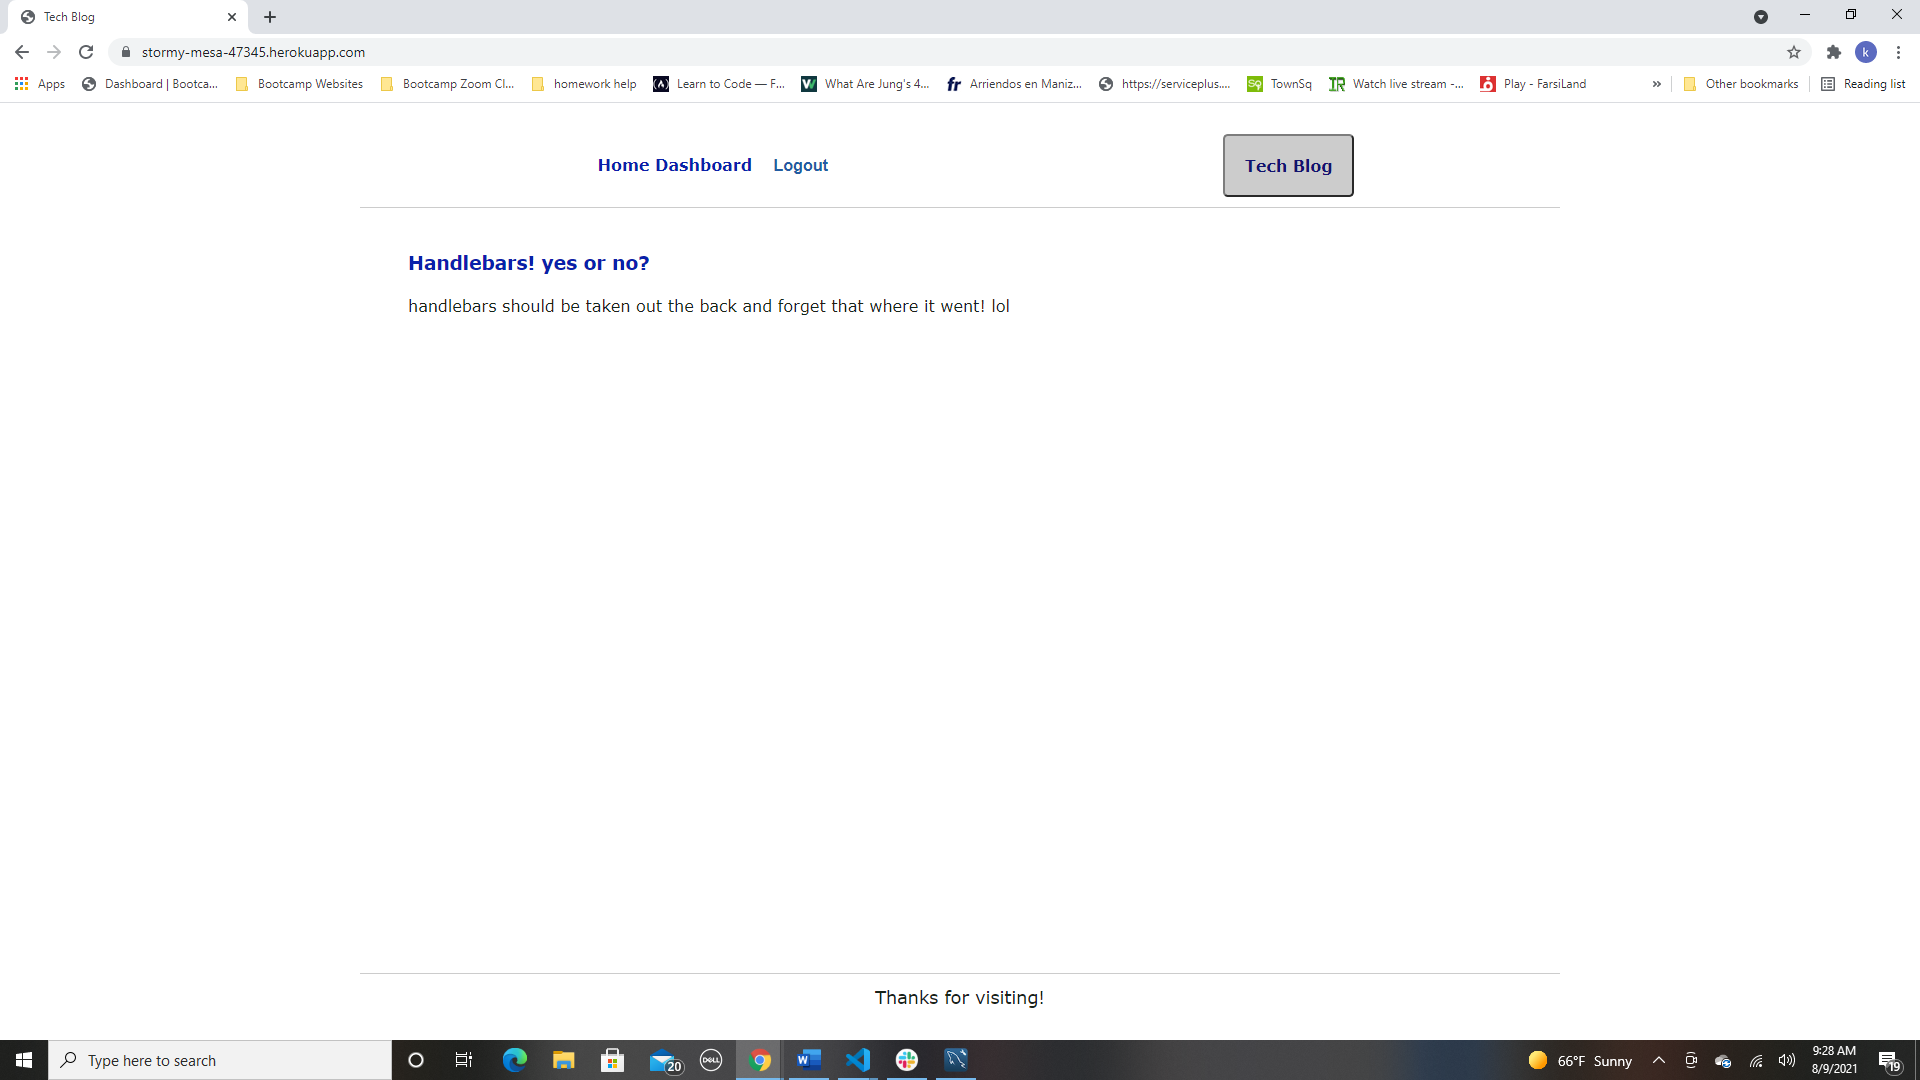 Tech Blog
stormy-mesa-47345.herokuapp.com
k
Apps
Dashboard | Bootca...
Bootcamp Websites
Bootcamp Zoom Cl...
homework help
Learn to Code — F...
What Are Jung's 4...
Arriendos en Maniz...
https://serviceplus....
TownSq
Watch live stream -...
Play - FarsiLand
»
Other bookmarks
Reading list
Home Dashboard Logout
Tech Blog
Handlebars! yes or no?
handlebars should be taken out the back and forget that where it went! lol
Thanks for visiting!
Type here to search
20
DELL
66°F Sunny
9:28 AM
8/9/2021
19